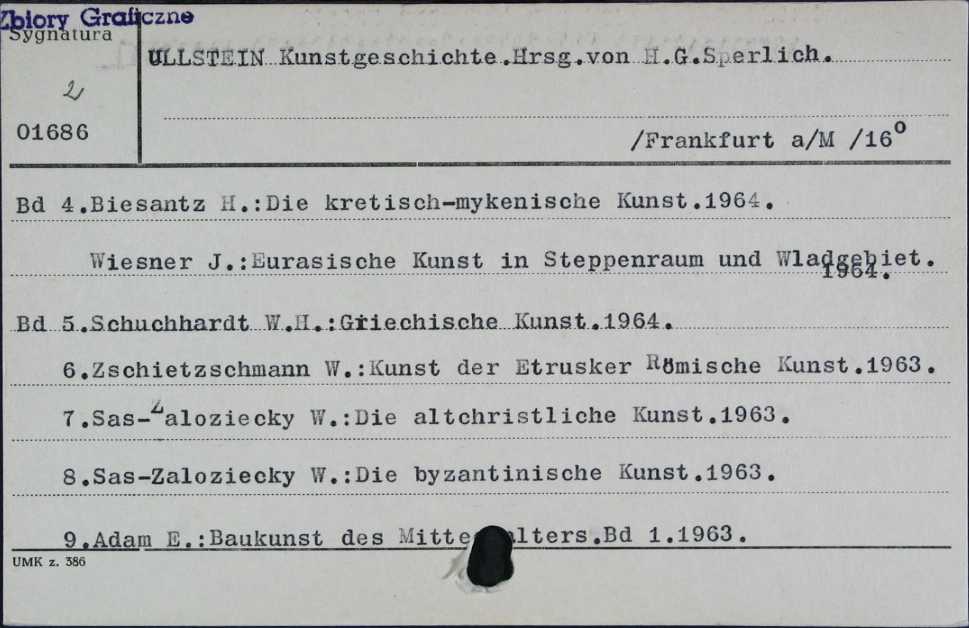 Zbiory Graficzne
Sygnatura
2
01686
ULLSTEIN Kunstgeschichte.Hrsg.von H.G.Sperlich.
/Frankfurt a/M /16°
Bd 4.Biesantz H.:Die kretisch-mykenische Kunst.1964.
Wiesner J.:Eurasische Kunst in Steppenraum und Wladgebiet.
1964.
Bd 5.Schuchhardt W.H.:Griechische Kunst.1964.
6.Zschietzschmann W.:Kunst der Etrusker Römische Kunst.1963.
7.Sas-Zaloziecky W.:Die altchristliche Kunst.1963.
8.Sas-Zaloziecky W.:Die byzantinische Kunst.1963.
9.Adam E.:Baukunst des Mittelalters.Bd 1.1963.
UMK z. 386